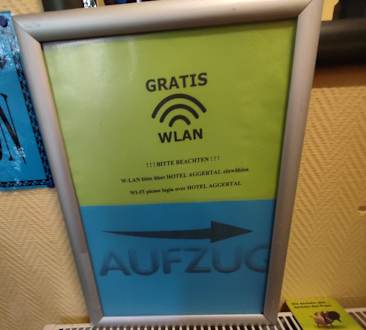 GRATIS
WLAN
!!! BITTE BEACHTEN !!!
W-LAN bitte über HOTEL AGGERTAL einwählen
WI-FI please login over HOTEL AGGERTAL
AUFZUG